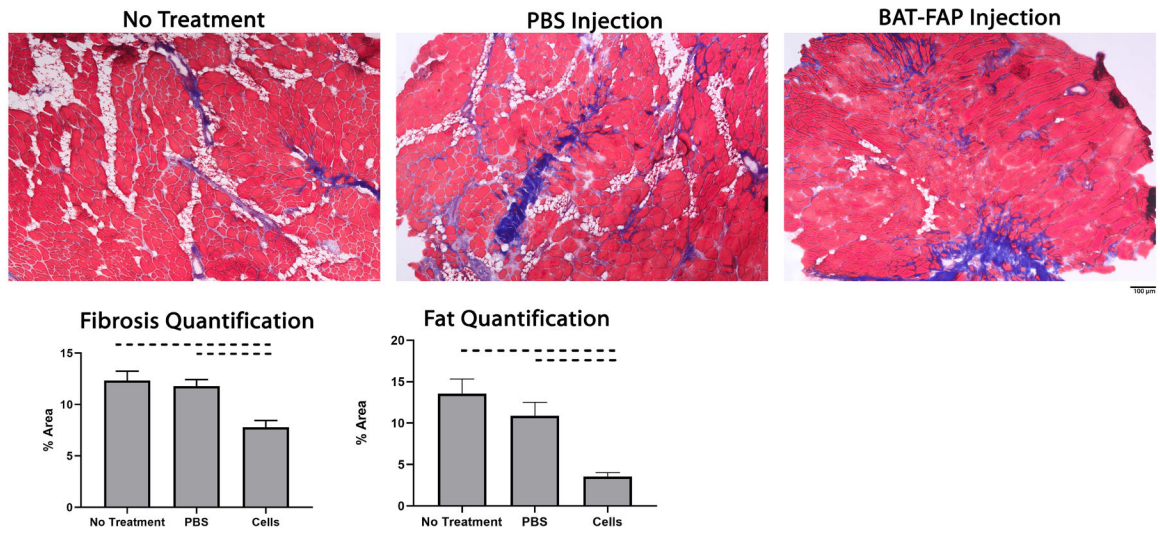 No Treatment
PBS Injection
BAT-FAP Injection
100 µm
Fibrosis Quantification
% Area
15
10
5
0
No Treatment
PBS
Cells
Fat Quantification
% Area
20
15
10
5
0
No Treatment
PBS
Cells